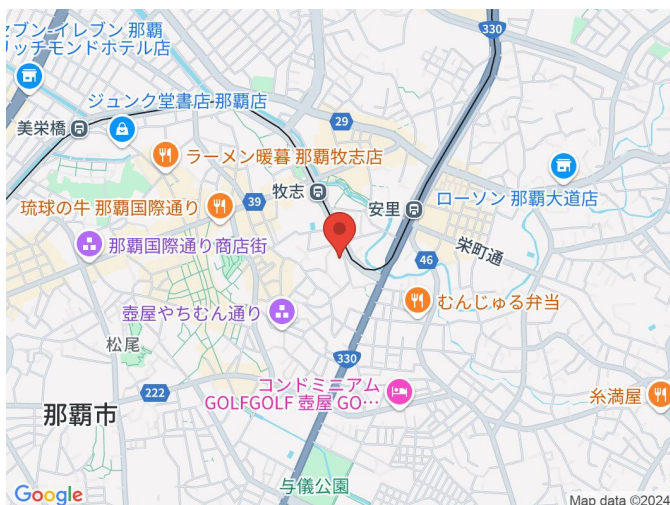 セブン-イレブン 那覇
リッチモンドホテル店
330
ジュンク堂書店 那覇店
美栄橋
29
ラーメン暖暮 那覇牧志店
牧志
安里
ローソン 那覇大道店
琉球の牛 那覇国際通り
39
栄町通
那覇国際通り商店街
46
むんじゅる弁当
壺屋やちむん通り
松尾
330
222
コンドミニアム
GOLFGOLF 壺屋 GO…
糸満屋
那覇市
与儀公園
Google
Map data ©2024